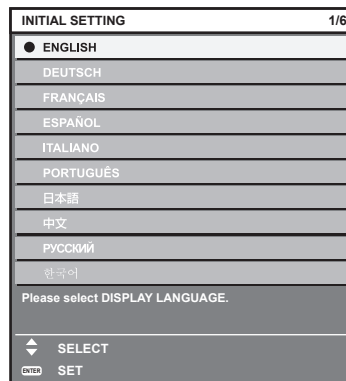 INITIAL SETTING 1/6
ENGLISH
DEUTSCH
FRANÇAIS
ESPAÑOL
ITALIANO
PORTUGUÊS
日本語
中文
РУССКИЙ
한국어
Please select DISPLAY LANGUAGE.
SELECT
ENTER SET